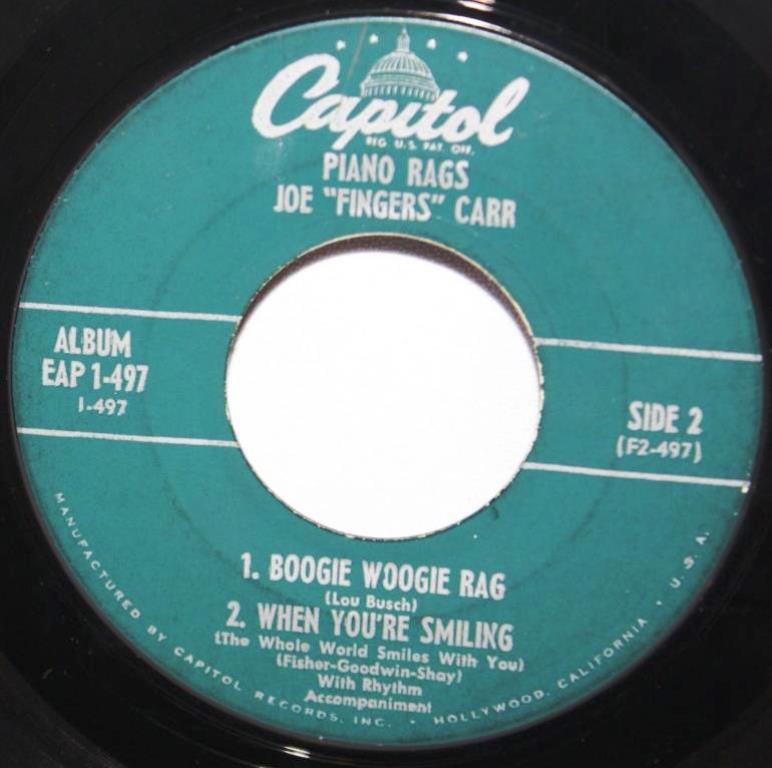 Capitol
REG. U.S. PAT. OFF.
PIANO RAGS
JOE "FINGERS" CARR
ALBUM
EAP 1-497
1-497
SIDE 2
(F2-497)
1. BOOGIE WOOGIE RAG
(Lou Busch)
2. WHEN YOU'RE SMILING
(The Whole World Smiles With You)
(Fisher-Goodwin-Shay)
With Rhythm
Accompaniment
MANUFACTURED BY CAPITOL RECORDS, INC. • HOLLYWOOD, CALIFORNIA • U.S.A.